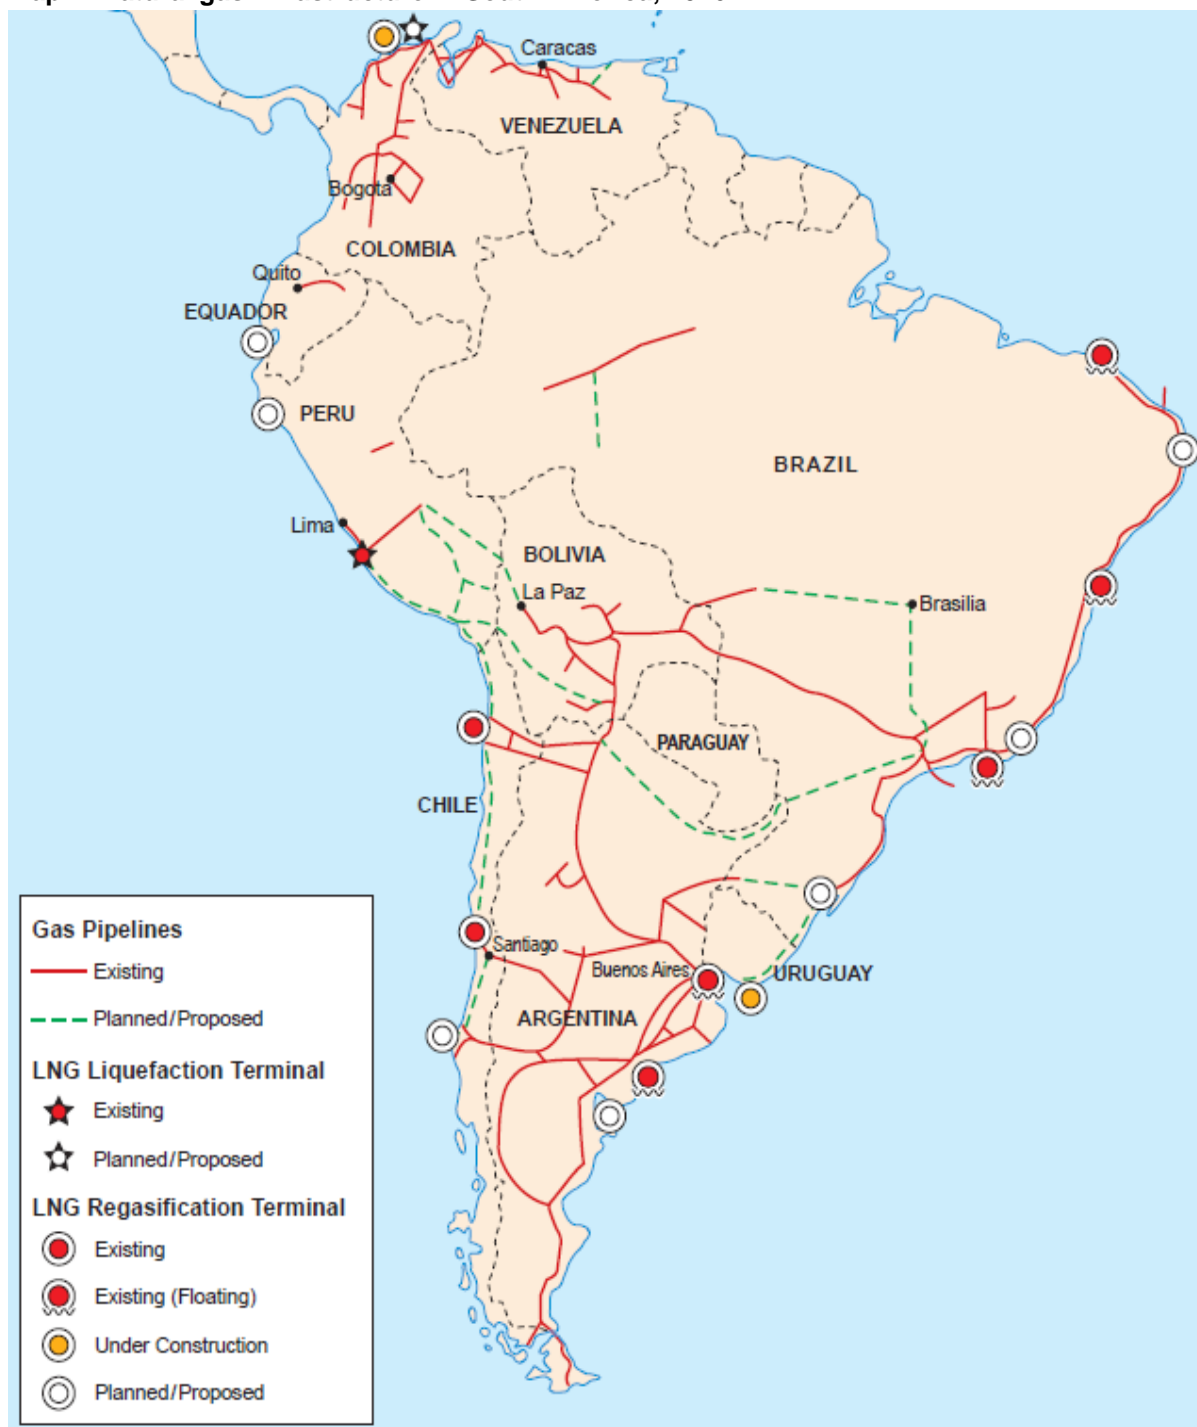 Caracas
VENEZUELA
Bogota
COLOMBIA
Quito
EQUADOR
PERU
BRAZIL
Lima
BOLIVIA
La Paz
Brasilia
PARAGUAY
CHILE
Santiago
Buenos Aires
URUGUAY
ARGENTINA
Gas Pipelines
Existing
Planned/Proposed
LNG Liquefaction Terminal
Existing
Planned/Proposed
LNG Regasification Terminal
Existing
Existing (Floating)
Under Construction
Planned/Proposed